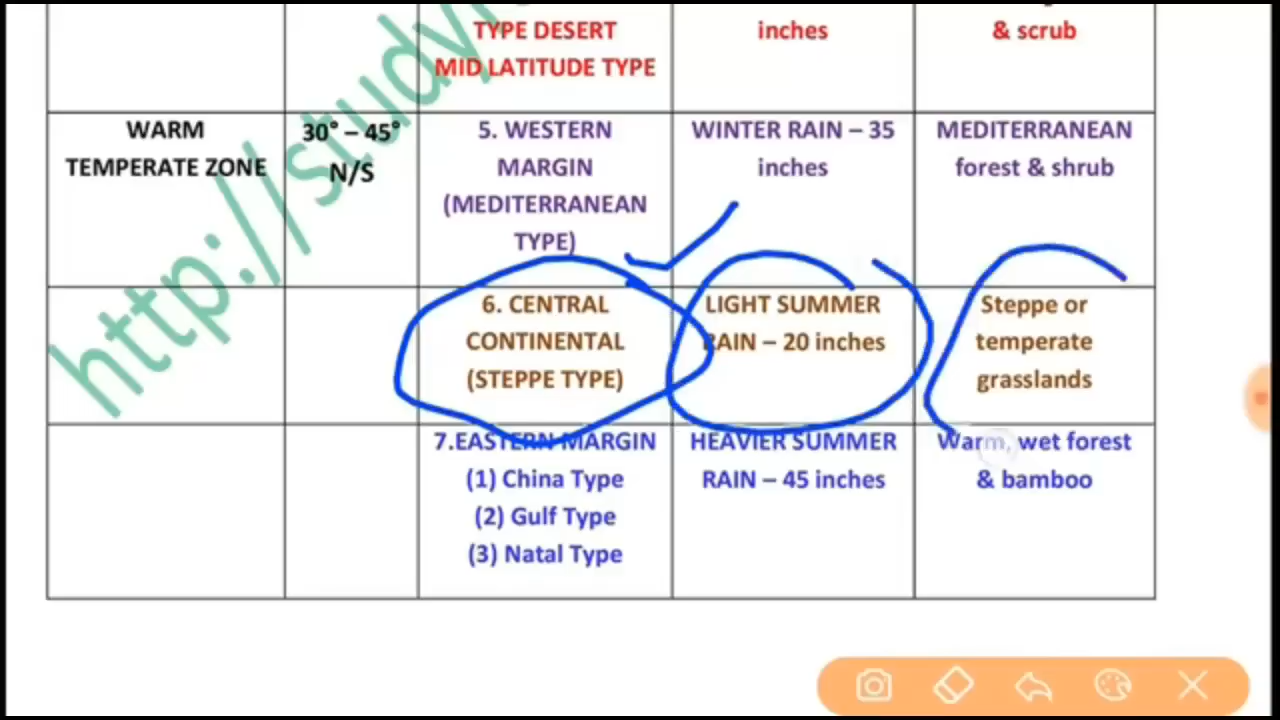 TYPE DESERT
MID LATITUDE TYPE
inches
& scrub
WARM
TEMPERATE ZONE
30° – 45°
N/S
5. WESTERN
MARGIN
(MEDITERRANEAN
TYPE)
WINTER RAIN – 35
inches
MEDITERRANEAN
forest & shrub
6. CENTRAL
CONTINENTAL
(STEPPE TYPE)
LIGHT SUMMER
RAIN – 20 inches
Steppe or
temperate
grasslands
7.EASTERN MARGIN
(1) China Type
(2) Gulf Type
(3) Natal Type
HEAVIER SUMMER
RAIN – 45 inches
Warm, wet forest
& bamboo
http://study